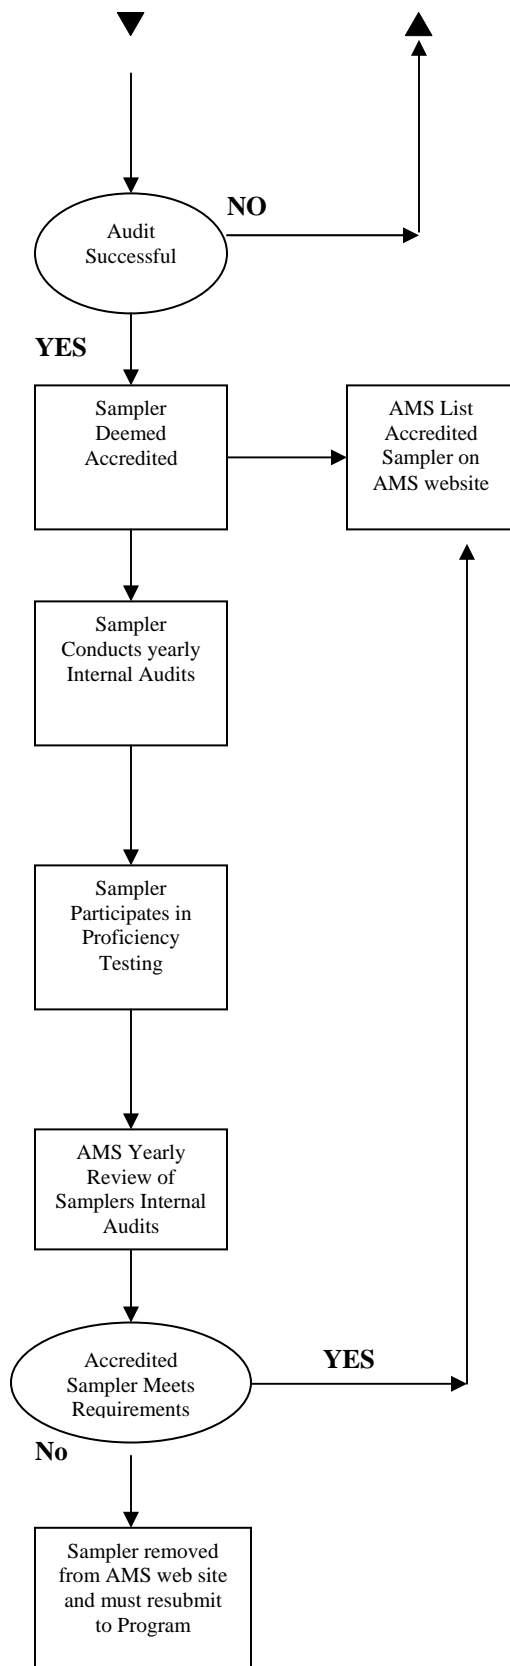 NO
Audit
Successful
YES
Sampler
Deemed
Accredited
AMS List
Accredited
Sampler on
AMS website
Sampler
Conducts yearly
Internal Audits
Sampler
Participates in
Proficiency
Testing
AMS Yearly
Review of
Samplers Internal
Audits
Accredited
Sampler Meets
Requirements
YES
No
Sampler removed
from AMS web site
and must resubmit
to Program